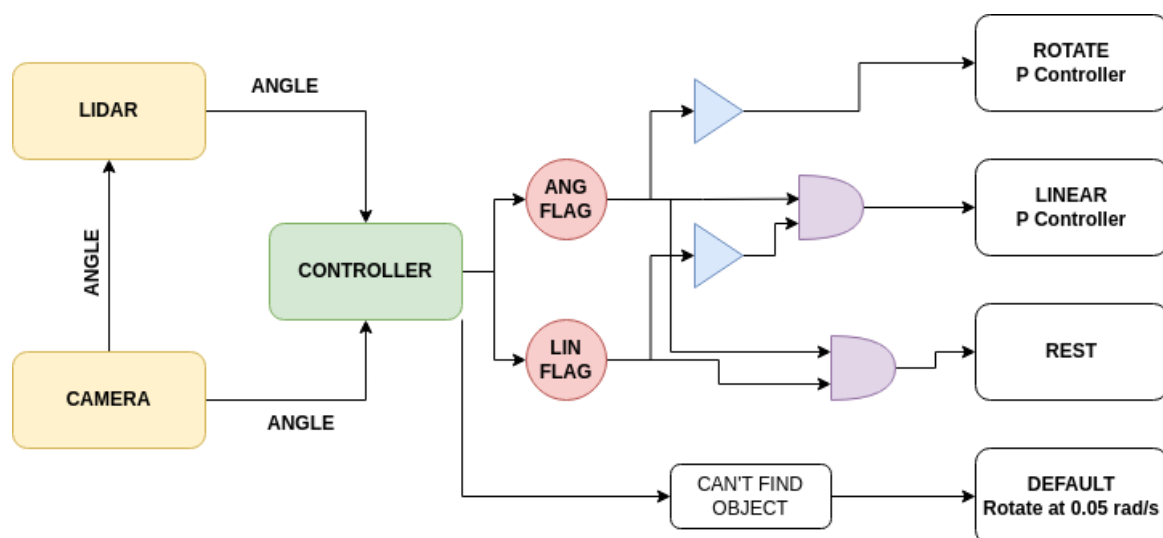 ROTATE
P Controller
LIDAR
ANGLE
ANG
FLAG
LINEAR
P Controller
ANGLE
CONTROLLER
LIN
FLAG
REST
CAMERA
ANGLE
CAN'T FIND
OBJECT
DEFAULT
Rotate at 0.05 rad/s